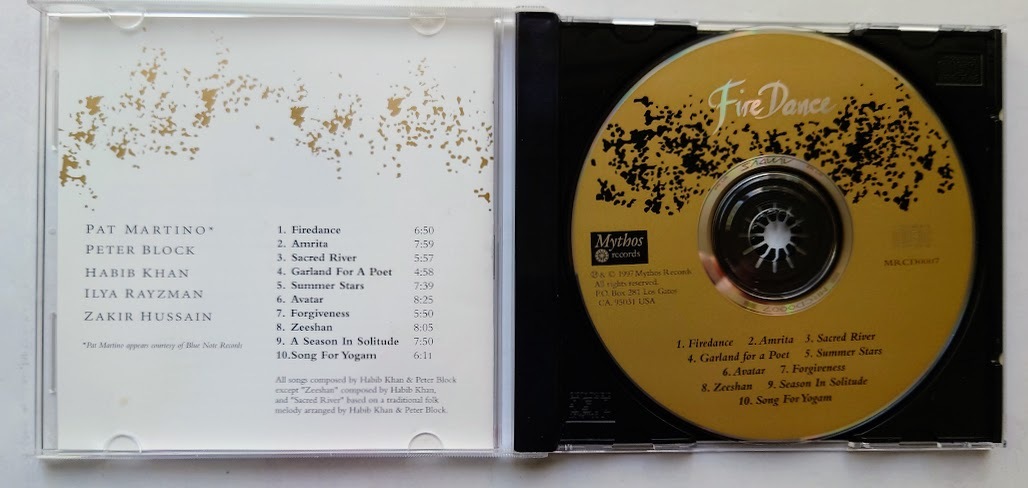 PAT MARTINO*
PETER BLOCK
HABIB KHAN
ILYA RAYZMAN
ZAKIR HUSSAIN
*Pat Martino appears courtesy of Blue Note Records
1. Firedance 6:50
2. Amrita 7:59
3. Sacred River 5:57
4. Garland For A Poet 4:58
5. Summer Stars 7:39
6. Avatar 8:25
7. Forgiveness 5:50
8. Zeeshan 8:05
9. A Season In Solitude 7:50
10.Song For Yogam 6:11
All songs composed by Habib Khan & Peter Block
except "Zeeshan" composed by Habib Khan,
and "Sacred River" based on a traditional folk
melody arranged by Habib Khan & Peter Block.
Fire Dance
Mythos
records
℗ & © 1997 Mythos Records
All rights reserved.
P.O. Box 281 Los Gatos
CA. 95031 USA
MRCD00007
1. Firedance 2. Amrita 3. Sacred River
4. Garland for a Poet 5. Summer Stars
6. Avatar 7. Forgiveness
8. Zeeshan 9. Season In Solitude
10. Song For Yogam